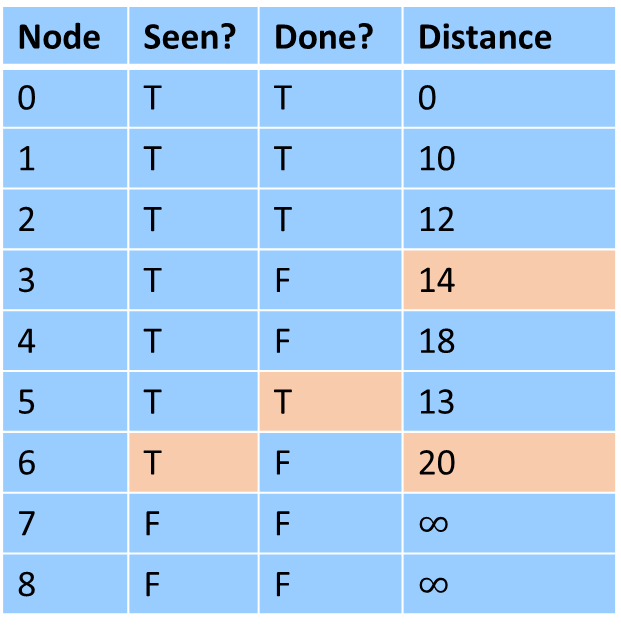 Node Seen? Done? Distance
0 T T 0
1 T T 10
2 T T 12
3 T F 14
4 T F 18
5 T T 13
6 T F 20
7 F F ∞
8 F F ∞